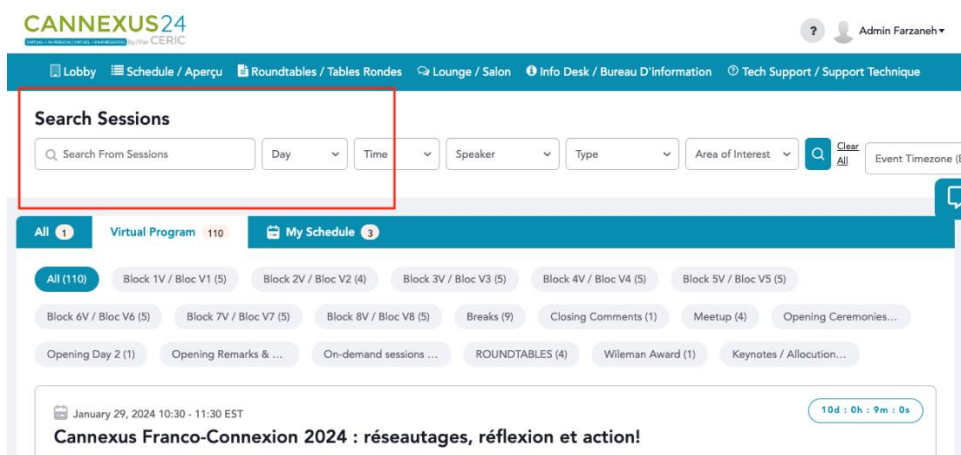 CANNEXUS24
VIRTUAL + IN-PERSON / VIRTUEL + EN PRÉSENTIEL By/Par CERIC
? Admin Farzaneh
Lobby Schedule / Aperçu Roundtables / Tables Rondes Lounge / Salon Info Desk / Bureau D'information Tech Support / Support Technique
Search Sessions
Search From Sessions Day Time Speaker Type Area of Interest Clear All Event Timezone (E
All 1 Virtual Program 110 My Schedule 3
All (110) Block 1V / Bloc V1 (5) Block 2V / Bloc V2 (4) Block 3V / Bloc V3 (5) Block 4V / Bloc V4 (5) Block 5V / Bloc V5 (5)
Block 6V / Bloc V6 (5) Block 7V / Bloc V7 (5) Block 8V / Bloc V8 (5) Breaks (9) Closing Comments (1) Meetup (4) Opening Ceremonies...
Opening Day 2 (1) Opening Remarks & ... On-demand sessions ... ROUNDTABLES (4) Wileman Award (1) Keynotes / Allocution...
January 29, 2024 10:30 - 11:30 EST 10d : 0h : 9m : 0s
Cannexus Franco-Connexion 2024 : réseautages, réflexion et action!